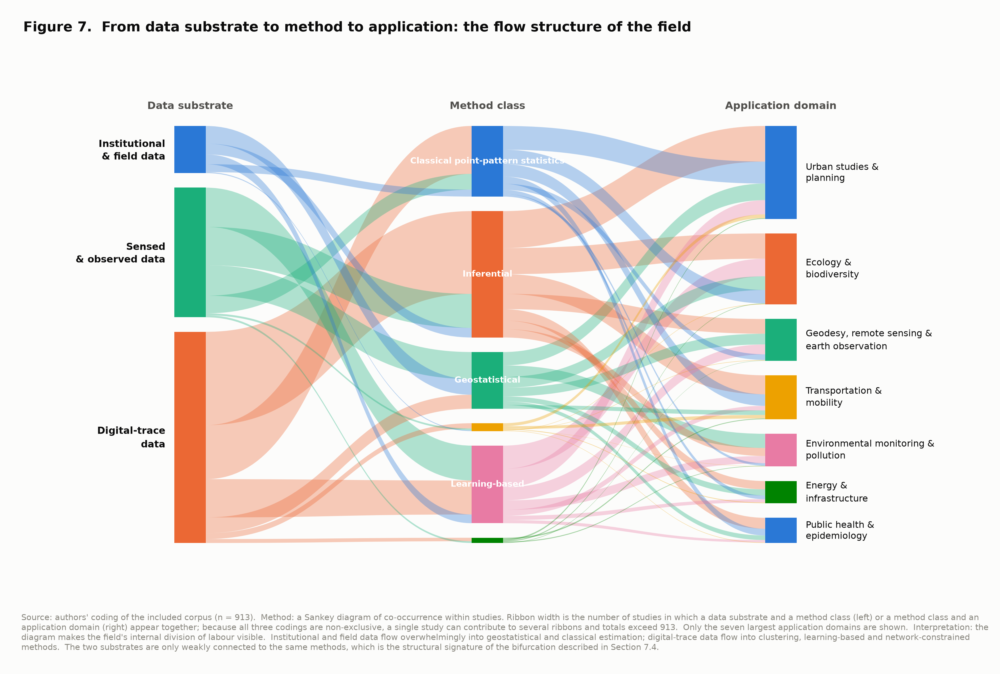 Figure 7.  From data substrate to method to application: the flow structure of the field
Data substrate
Method class
Application domain
Institutional
& field data
Sensed
& observed data
Digital-trace
data
Classical point-pattern statistics
Inferential
Geostatistical
Learning-based
Urban studies &
planning
Ecology &
biodiversity
Geodesy, remote sensing &
earth observation
Transportation &
mobility
Environmental monitoring &
pollution
Energy &
infrastructure
Public health &
epidemiology
Source: authors' coding of the included corpus (n = 913).  Method: a Sankey diagram of co-occurrence within studies. Ribbon width is the number of studies in which a data substrate and a method class (left) or a method class and an
application domain (right) appear together; because all three codings are non-exclusive, a single study can contribute to several ribbons and totals exceed 913.  Only the seven largest application domains are shown.  Interpretation: the
diagram makes the field's internal division of labour visible.  Institutional and field data flow overwhelmingly into geostatistical and classical estimation; digital-trace data flow into clustering, learning-based and network-constrained
methods.  The two substrates are only weakly connected to the same methods, which is the structural signature of the bifurcation described in Section 7.4.